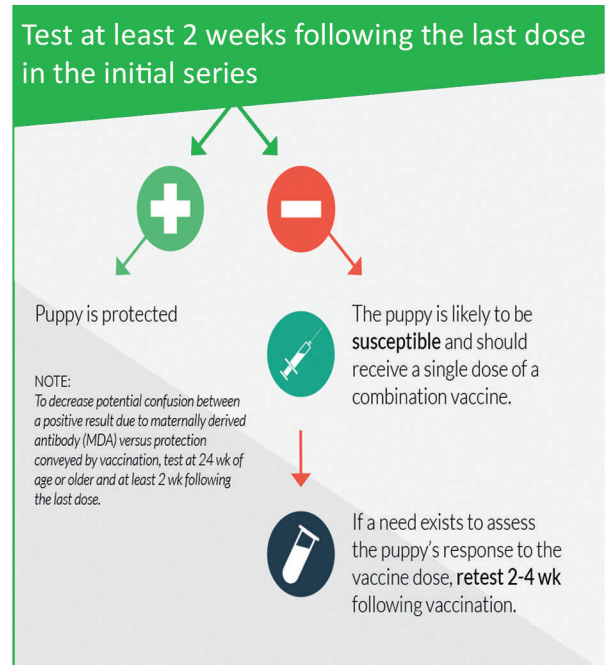 Test at least 2 weeks following the last dose
in the initial series
Puppy is protected
NOTE:
To decrease potential confusion between
a positive result due to maternally derived
antibody (MDA) versus protection
conveyed by vaccination, test at 24 wk of
age or older and at least 2 wk following
the last dose.
The puppy is likely to be
susceptible and should
receive a single dose of a
combination vaccine.
If a need exists to assess
the puppy's response to the
vaccine dose, retest 2-4 wk
following vaccination.